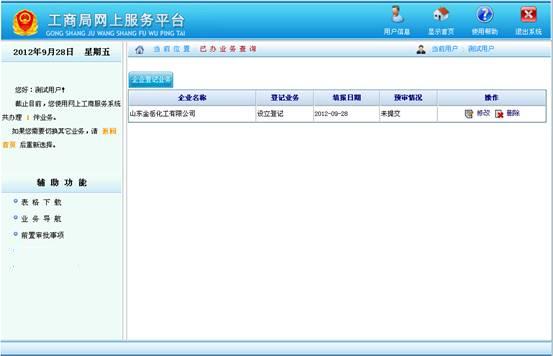 工商局网上服务平台
GONG SHANG JU WANG SHANG FU WU PING TAI
用户信息 显示首页 使用帮助 退出系统
2012年9月28日 星期五
当前位置：已办业务查询
当前用户：测试用户
您好：测试用户！
截止目前，您使用网上工商服务系统
共办理 1 件业务。
如果您需要切换其它业务，请 返回
首页 后重新选择。
辅助功能
表格下载
业务导航
前置审批事项
企业登记业务
企业名称 登记业务 填报日期 预审情况 操作
山东金岳化工有限公司 设立登记 2012-09-28 未提交 修改 删除